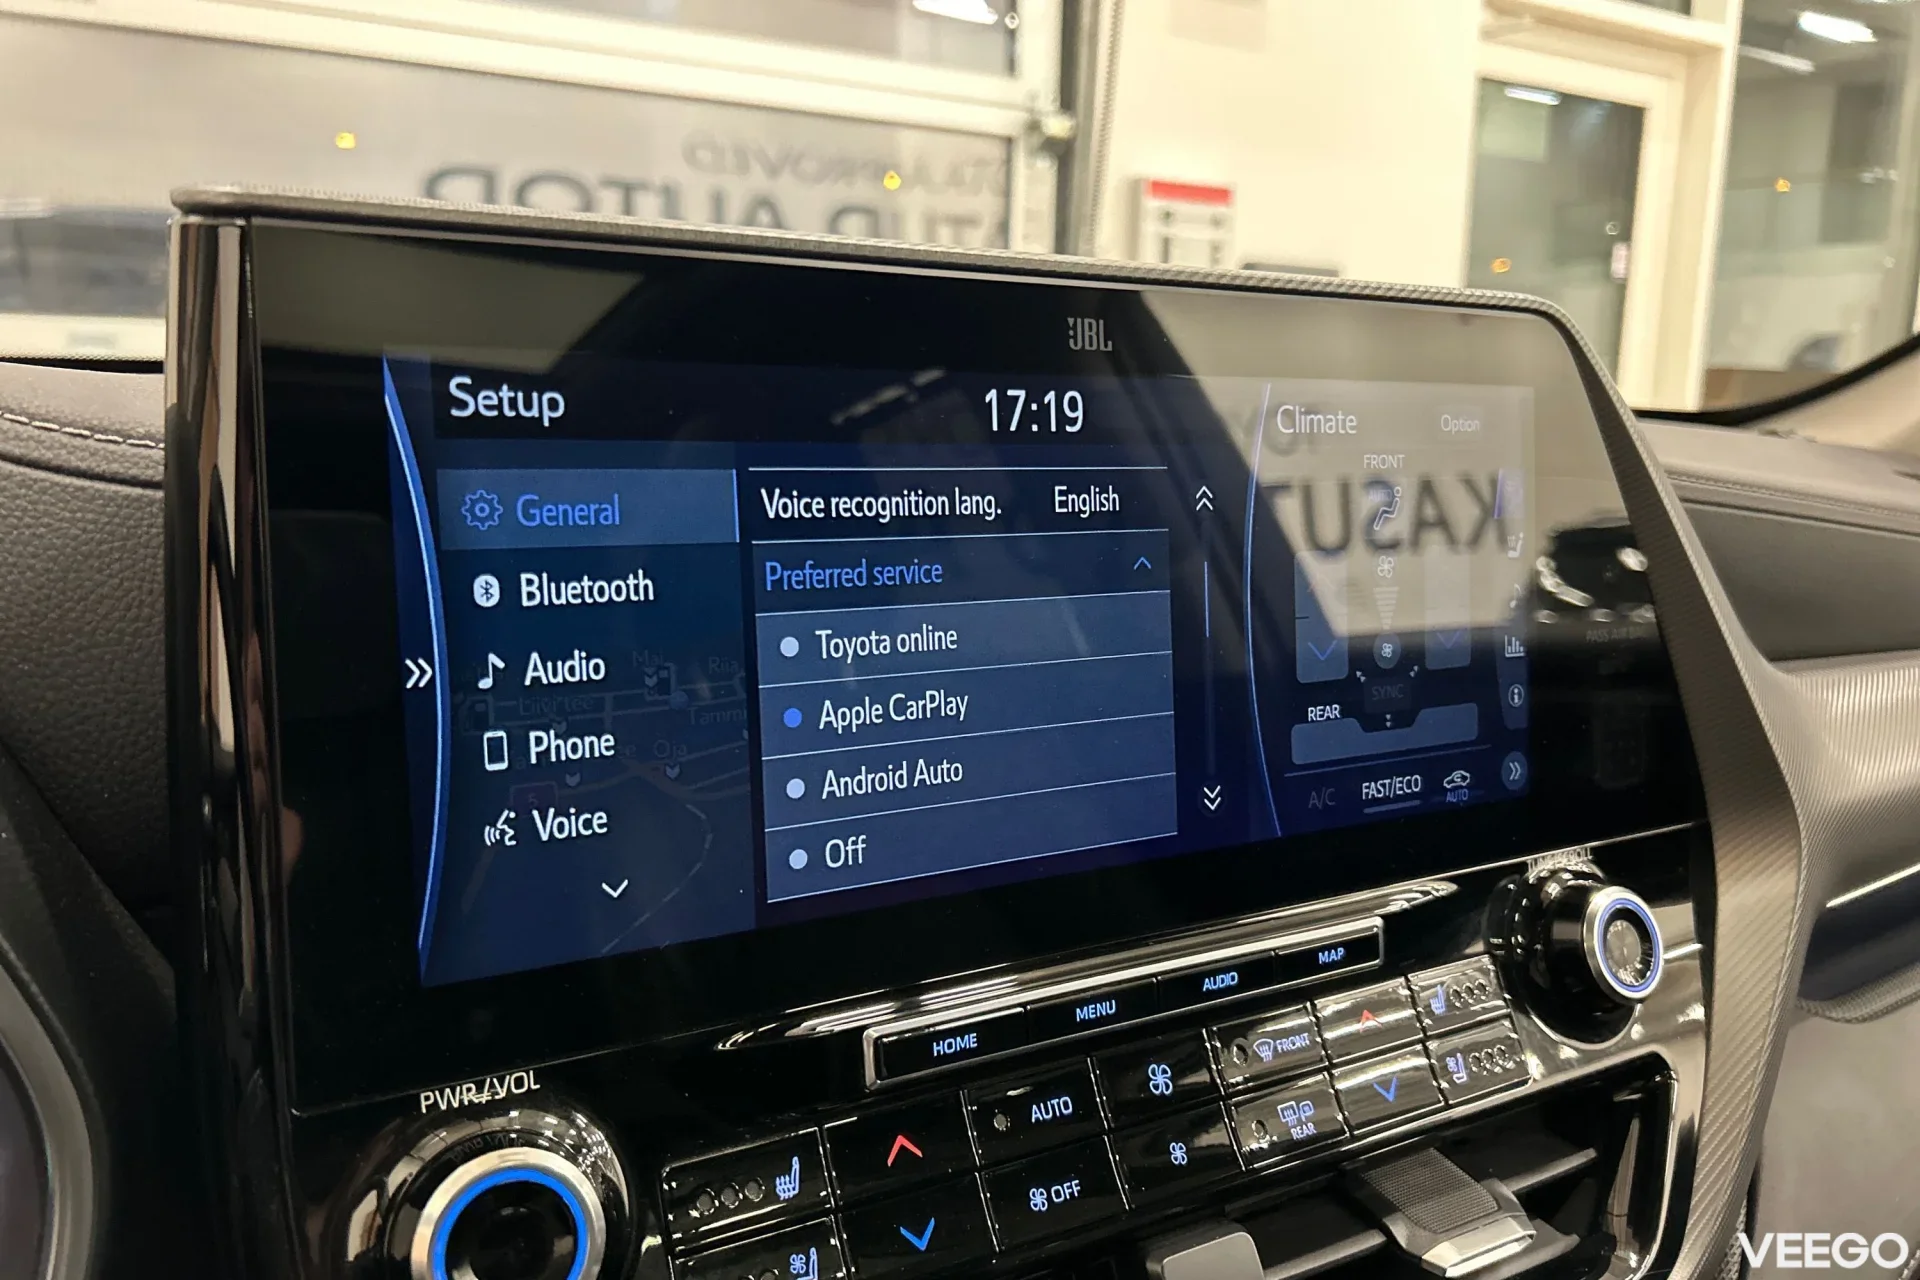 JBL
Setup
17:19
Climate
Option
General
Voice recognition lang.
English
FRONT
Preferred service
Bluetooth
Toyota online
Audio
Apple CarPlay
SYNC
REAR
Phone
Android Auto
A/C
FAST/ECO
AUTO
Voice
Off
HOME
MENU
AUDIO
MAP
PWR/VOL
AUTO
FRONT
REAR
OFF
VEEGO